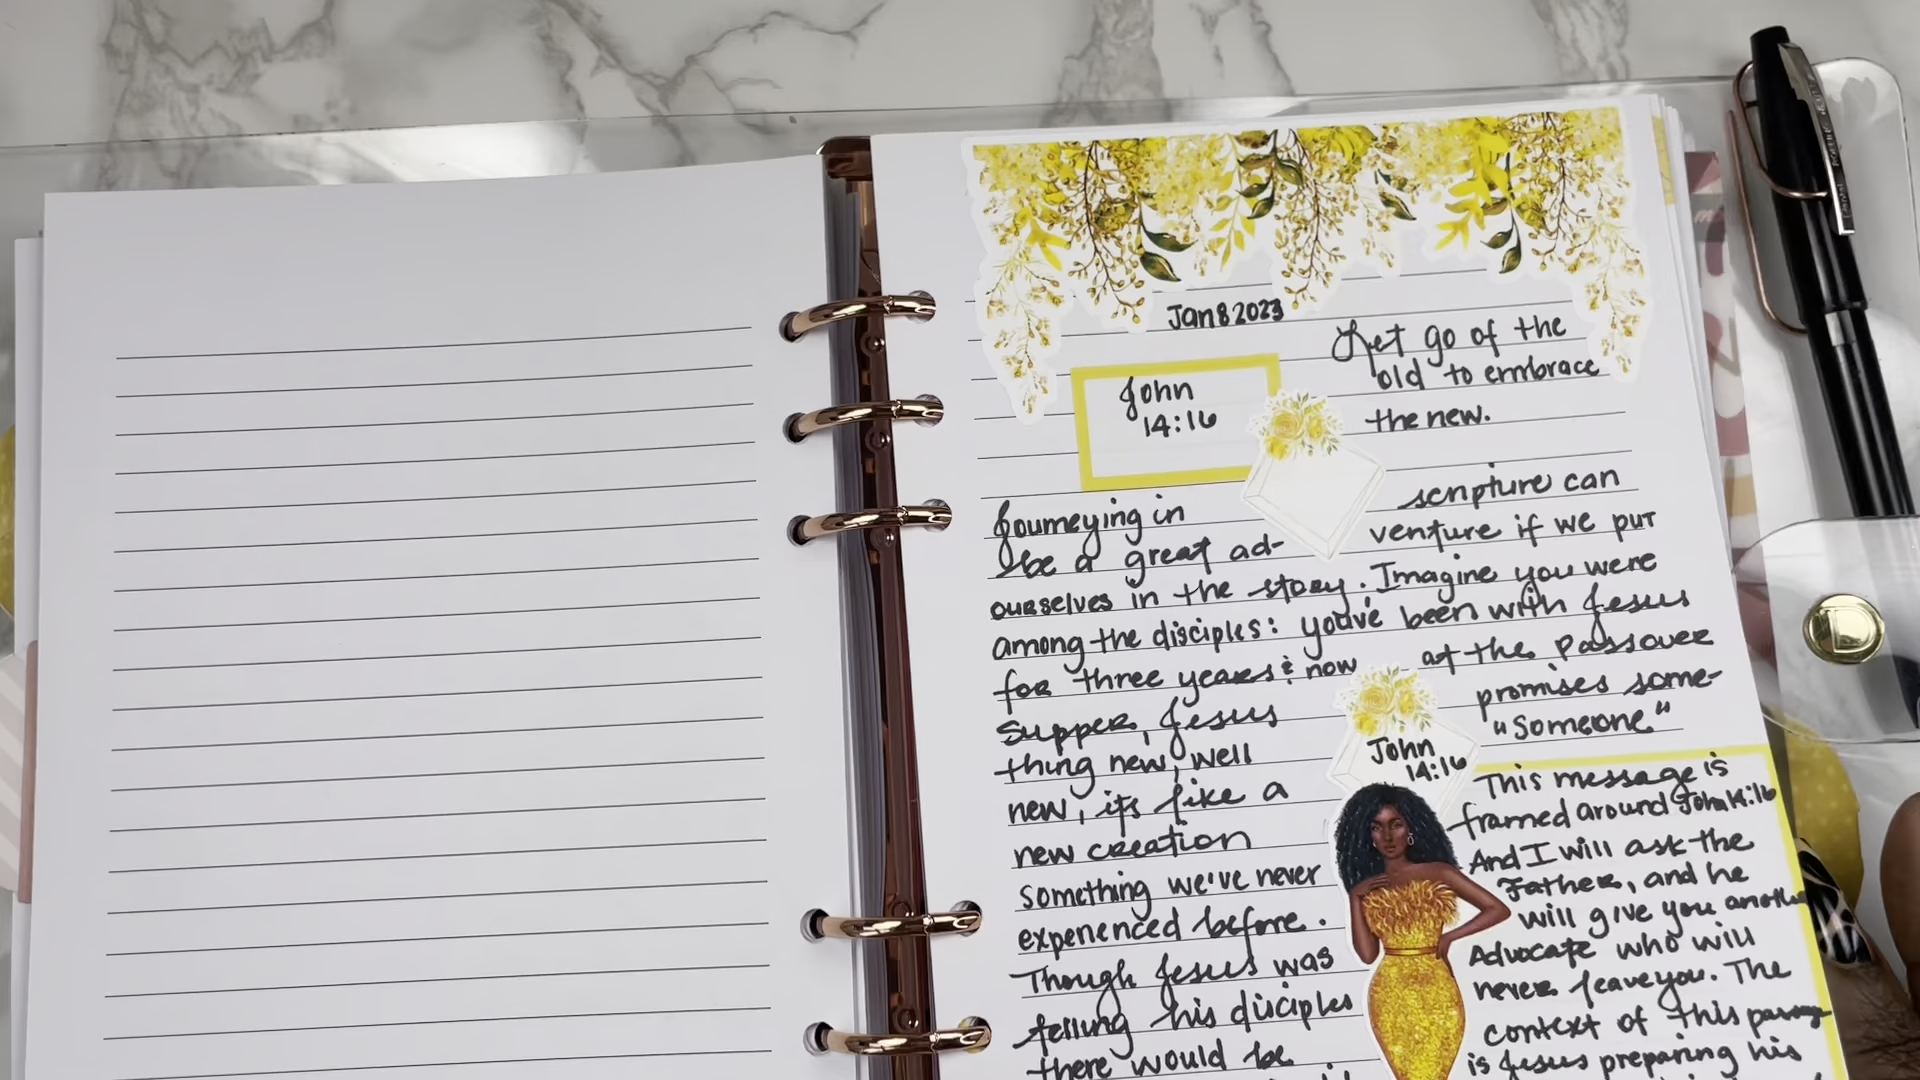 Jan 8 2023
Let go of the
old to embrace
the new.
John
14:16
Journeying in scripture can
be a great ad- venture if we put
ourselves in the story. Imagine you were
among the disciples: you've been with Jesus
for three years & now at the Passover
Supper, Jesus promises some-
thing new, well "Someone"
new, its like a
new creation
something we've never
experienced before.
Though Jesus was
telling his disciples
there would be
John
14:16
This message is
framed around John 14:16
And I will ask the
Father, and he
will give you another
Advocate who will
never leave you. The
context of this passage
is Jesus preparing his